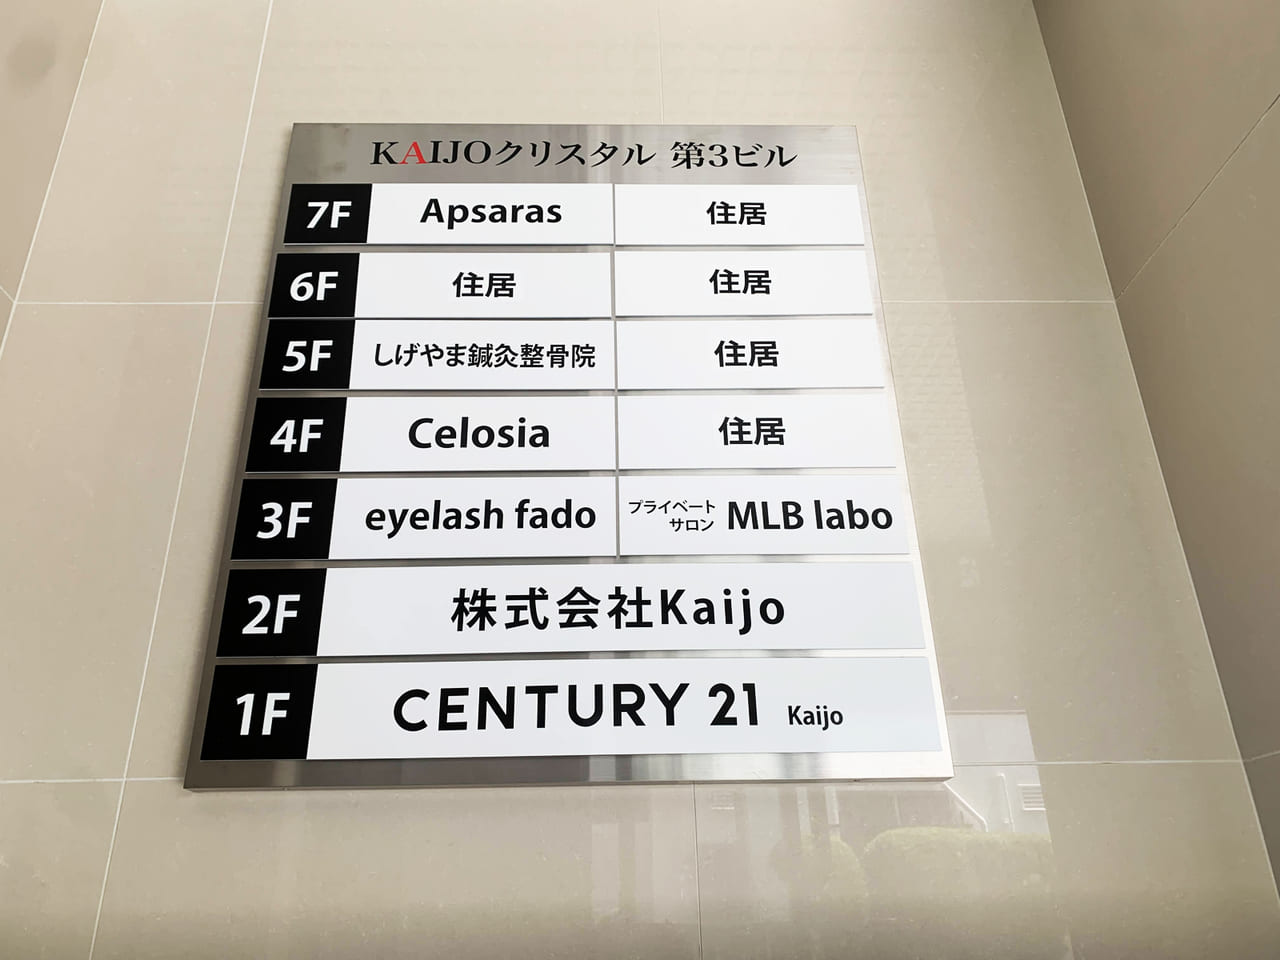 KAIJOクリスタル 第3ビル
7F Apsaras 住居
6F 住居 住居
5F しげやま鍼灸整骨院 住居
4F Celosia 住居
3F eyelash fado プライベートサロン MLB labo
2F 株式会社Kaijo
1F CENTURY 21 Kaijo